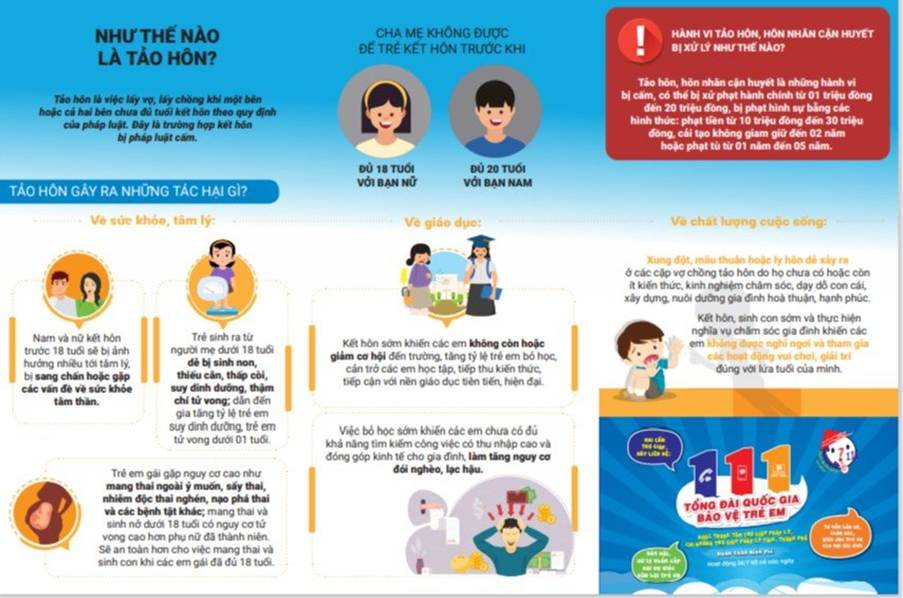 NHƯ THẾ NÀO
LÀ TẢO HÔN?
Tảo hôn là việc lấy vợ, lấy chồng khi một bên
hoặc cả hai bên chưa đủ tuổi kết hôn theo quy định
của pháp luật. Đây là trường hợp kết hôn
bị pháp luật cấm.
CHA MẸ KHÔNG ĐƯỢC
ĐỂ TRẺ KẾT HÔN TRƯỚC KHI
ĐỦ 18 TUỔI
VỚI BẠN NỮ
ĐỦ 20 TUỔI
VỚI BẠN NAM
HÀNH VI TẢO HÔN, HÔN NHÂN CẬN HUYẾT
BỊ XỬ LÝ NHƯ THẾ NÀO?
Tảo hôn, hôn nhân cận huyết là những hành vi
bị cấm, có thể bị xử phạt hành chính từ 01 triệu đồng
đến 20 triệu đồng, bị phạt hình sự bằng các
hình thức: phạt tiền từ 10 triệu đồng đến 30 triệu
đồng, cải tạo không giam giữ đến 02 năm
hoặc phạt tù từ 01 năm đến 05 năm.
TẢO HÔN GÂY RA NHỮNG TÁC HẠI GÌ?
Về sức khỏe, tâm lý:
Nam và nữ kết hôn
trước 18 tuổi sẽ bị ảnh
hưởng nhiều tới tâm lý,
bị sang chấn hoặc gặp
các vấn đề về sức khỏe
tâm thần.
Trẻ sinh ra từ
người mẹ dưới 18 tuổi
dễ bị sinh non,
thiếu cân, thấp còi,
suy dinh dưỡng, thậm
chí tử vong; dẫn đến
gia tăng tỷ lệ trẻ em
suy dinh dưỡng, trẻ em
tử vong dưới 01 tuổi.
Trẻ em gái gặp nguy cơ cao như
mang thai ngoài ý muốn, sẩy thai,
nhiễm độc thai nghén, nạo phá thai
và các bệnh tật khác; mang thai và
sinh nở dưới 18 tuổi có nguy cơ tử
vong cao hơn phụ nữ đã thành niên.
Sẽ an toàn hơn cho việc mang thai và
sinh con khi các em gái đã đủ 18 tuổi.
Về giáo dục:
Kết hôn sớm khiến các em không còn hoặc
giảm cơ hội đến trường, tăng tỷ lệ trẻ em bỏ học,
cản trở các em học tập, tiếp thu kiến thức,
tiếp cận với nền giáo dục tiên tiến, hiện đại.
Việc bỏ học sớm khiến các em chưa có đủ
khả năng tìm kiếm công việc có thu nhập cao và
đóng góp kinh tế cho gia đình, làm tăng nguy cơ
đói nghèo, lạc hậu.
Về chất lượng cuộc sống:
Xung đột, mâu thuẫn hoặc ly hôn dễ xảy ra
ở các cặp vợ chồng tảo hôn do họ chưa có hoặc còn
ít kiến thức, kinh nghiệm chăm sóc, dạy dỗ con cái,
xây dựng, nuôi dưỡng gia đình hoà thuận, hạnh phúc.
Kết hôn, sinh con sớm và thực hiện
nghĩa vụ chăm sóc gia đình khiến các
em không được nghỉ ngơi và tham gia
các hoạt động vui chơi, giải trí
đúng với lứa tuổi của mình.
KHI CẦN
TRỢ GIÚP
HÃY LIÊN HỆ:
111
TỔNG ĐÀI QUỐC GIA
BẢO VỆ TRẺ EM
HOÀN TOÀN MIỄN PHÍ
Hoạt động 24/7 tất cả các ngày